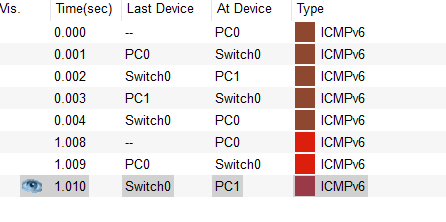 Vis. Time(sec) Last Device At Device Type
0.000 -- PC0 ICMPv6
0.001 PC0 Switch0 ICMPv6
0.002 Switch0 PC1 ICMPv6
0.003 PC1 Switch0 ICMPv6
0.004 Switch0 PC0 ICMPv6
1.008 -- PC0 ICMPv6
1.009 PC0 Switch0 ICMPv6
1.010 Switch0 PC1 ICMPv6